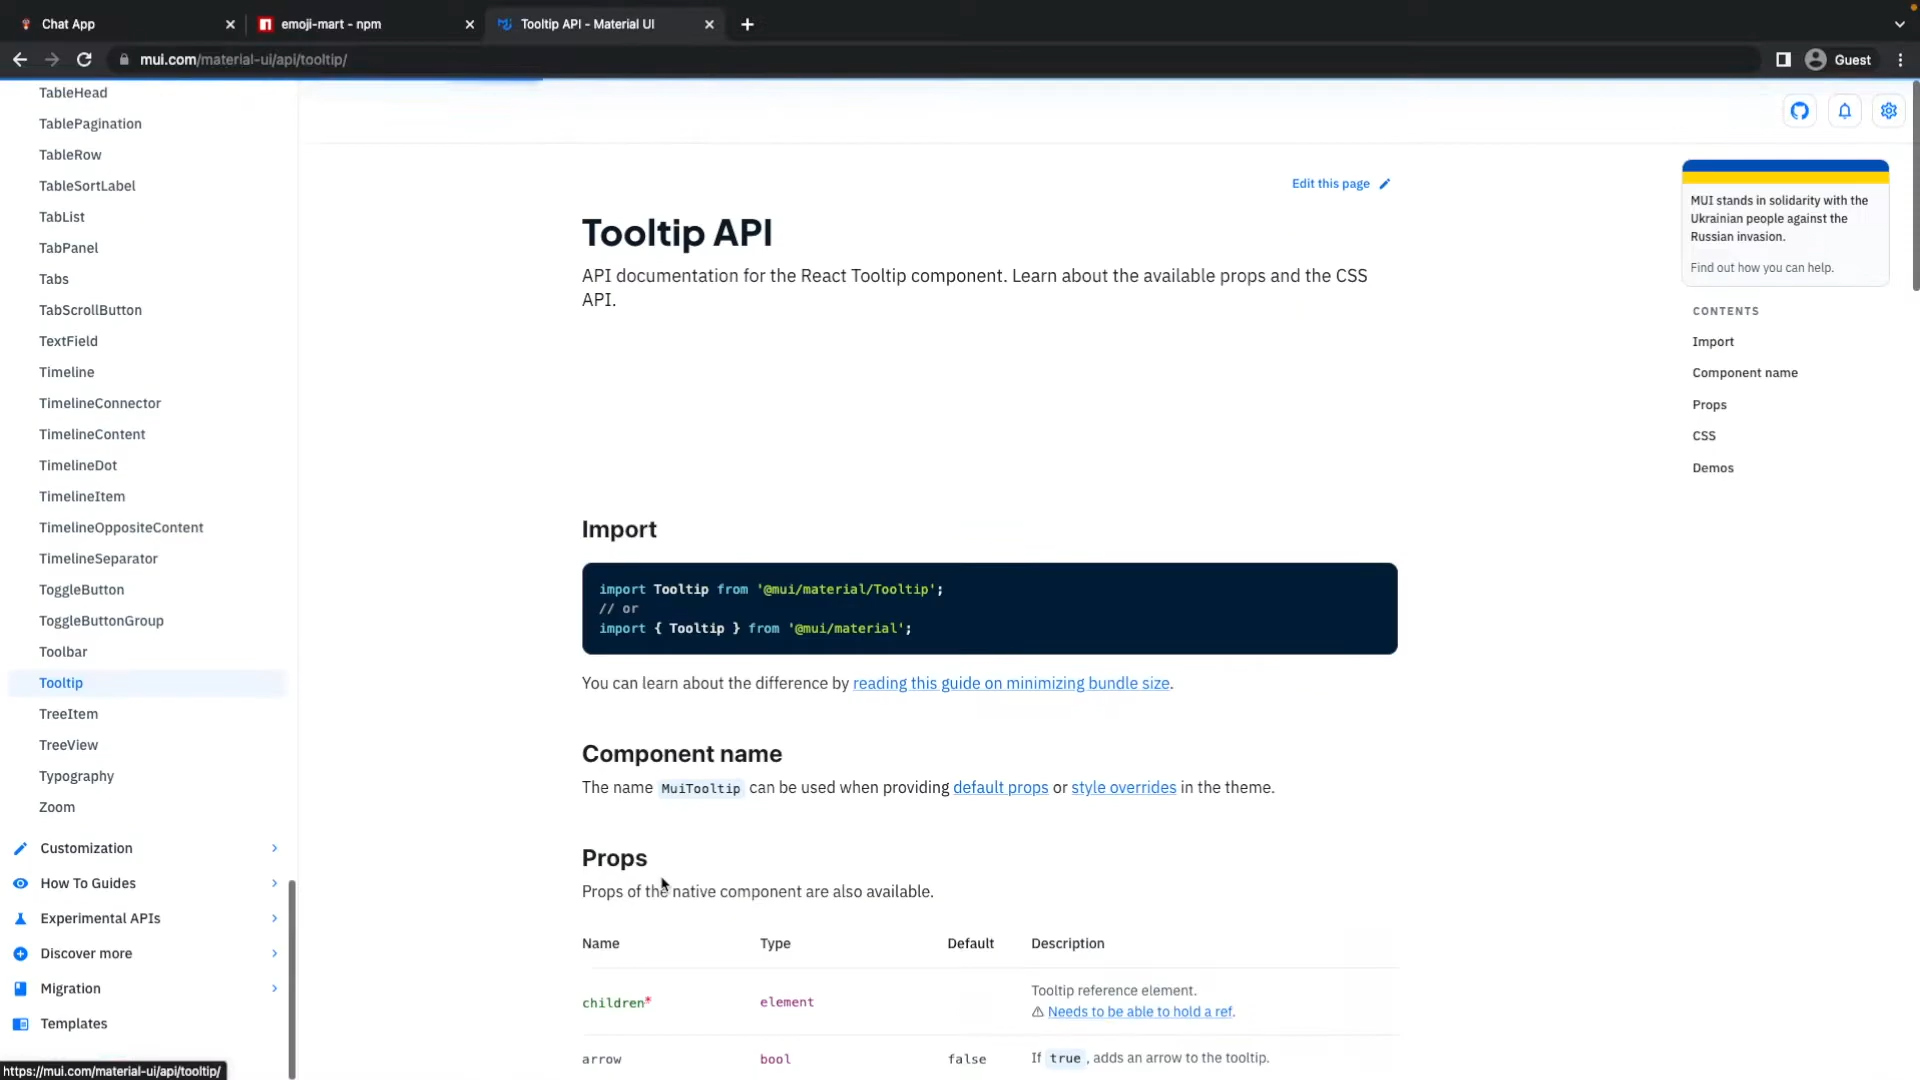 Chat App
emoji-mart - npm
Tooltip API - Material UI
mui.com/material-ui/api/tooltip/
Guest
TableHead
TablePagination
TableRow
TableSortLabel
TabList
TabPanel
Tabs
TabScrollButton
TextField
Timeline
TimelineConnector
TimelineContent
TimelineDot
TimelineItem
TimelineOppositeContent
TimelineSeparator
ToggleButton
ToggleButtonGroup
Toolbar
Tooltip
TreeItem
TreeView
Typography
Zoom
Customization
How To Guides
Experimental APIs
Discover more
Migration
Templates
https://mui.com/material-ui/api/tooltip/
Edit this page
Tooltip API
API documentation for the React Tooltip component. Learn about the available props and the CSS
API.
Import
import Tooltip from '@mui/material/Tooltip';
// or
import { Tooltip } from '@mui/material';
You can learn about the difference by reading this guide on minimizing bundle size.
Component name
The name MuiTooltip can be used when providing default props or style overrides in the theme.
Props
Props of the native component are also available.
Name Type Default Description
children* element Tooltip reference element.
⚠ Needs to be able to hold a ref.
arrow bool false If true, adds an arrow to the tooltip.
MUI stands in solidarity with the
Ukrainian people against the
Russian invasion.
Find out how you can help.
CONTENTS
Import
Component name
Props
CSS
Demos